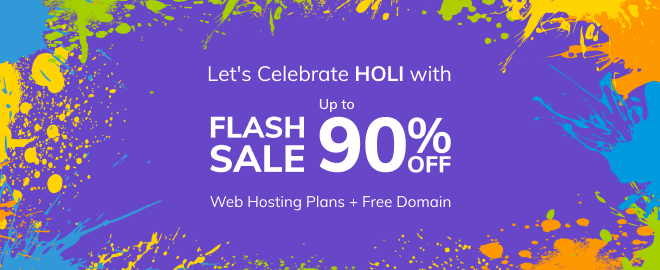 Let's Celebrate HOLI with
Up to
FLASH
SALE
90%
OFF
Web Hosting Plans + Free Domain